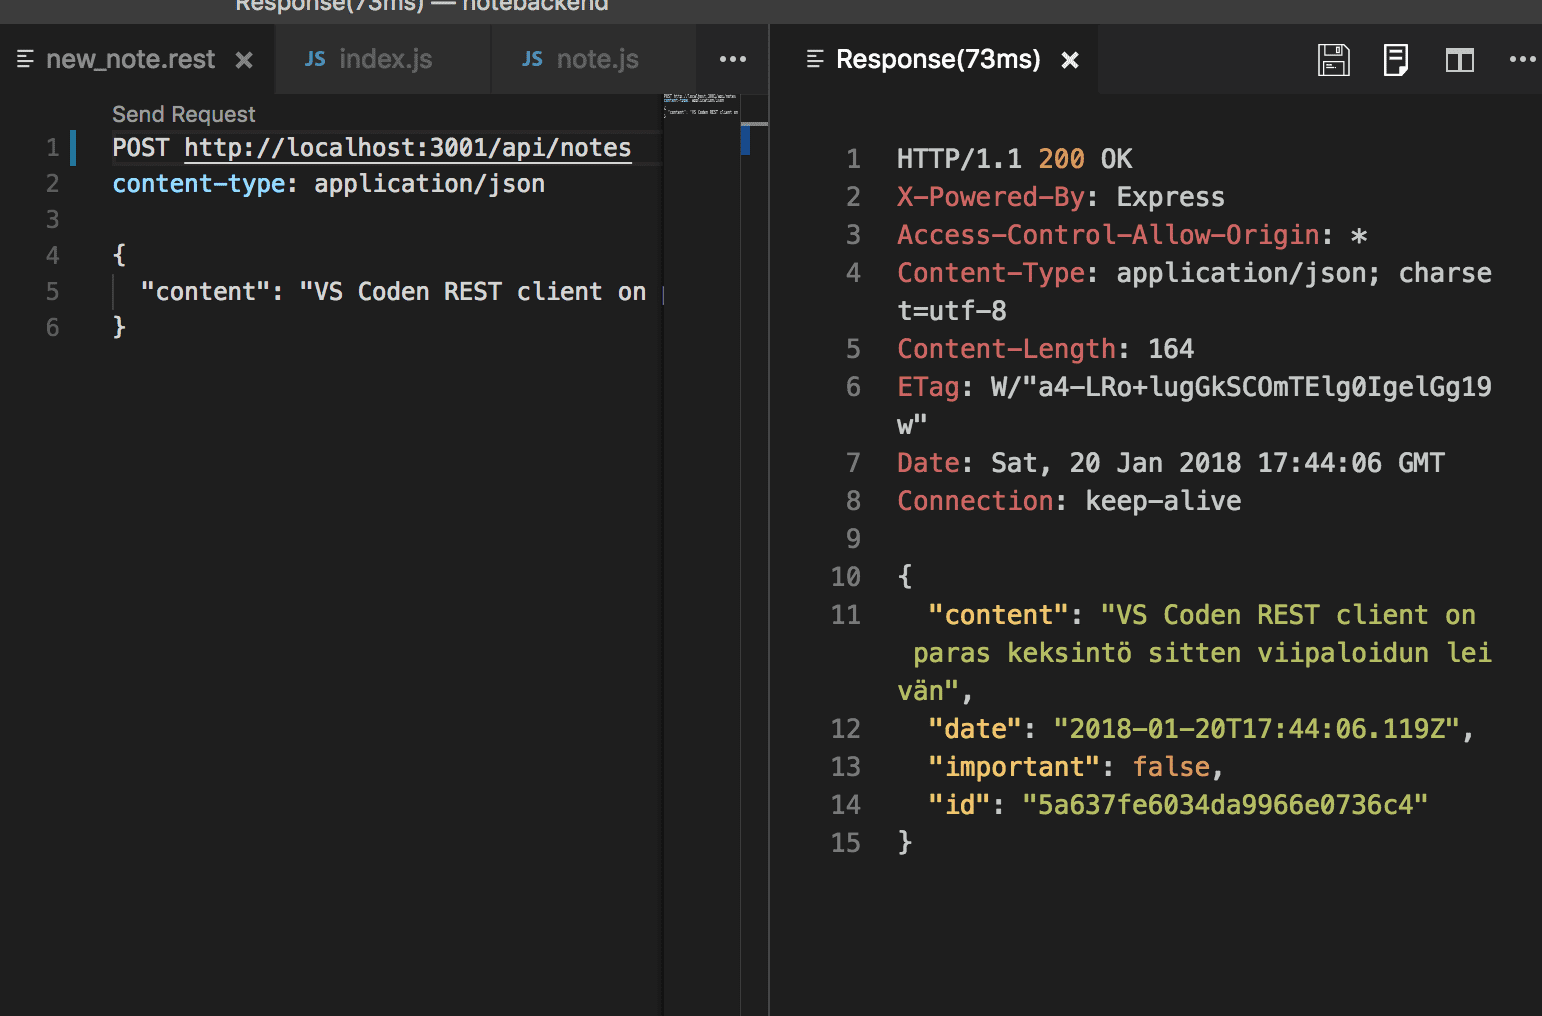 Response(73ms) — notebackend
new_note.rest
JS index.js
JS note.js
Send Request
1 POST http://localhost:3001/api/notes
2 content-type: application/json
3
4 {
5 "content": "VS Coden REST client on
6 }
Response(73ms)
1 HTTP/1.1 200 OK
2 X-Powered-By: Express
3 Access-Control-Allow-Origin: *
4 Content-Type: application/json; charse
t=utf-8
5 Content-Length: 164
6 ETag: W/"a4-LRo+lugGkSCOmTElg0IgelGg19
w"
7 Date: Sat, 20 Jan 2018 17:44:06 GMT
8 Connection: keep-alive
9
10 {
11 "content": "VS Coden REST client on
paras keksintö sitten viipaloidun lei
vän",
12 "date": "2018-01-20T17:44:06.119Z",
13 "important": false,
14 "id": "5a637fe6034da9966e0736c4"
15 }